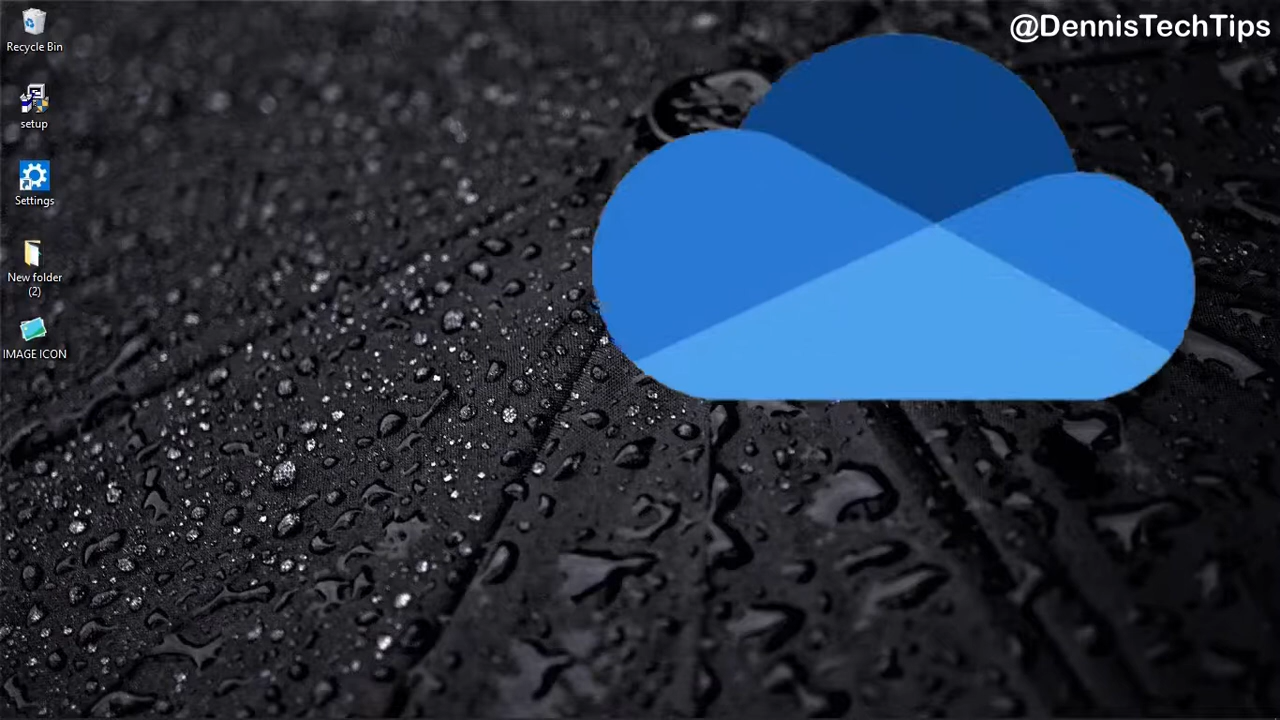 @DennisTechTips
Recycle Bin
setup
Settings
New folder
(2)
IMAGE ICON